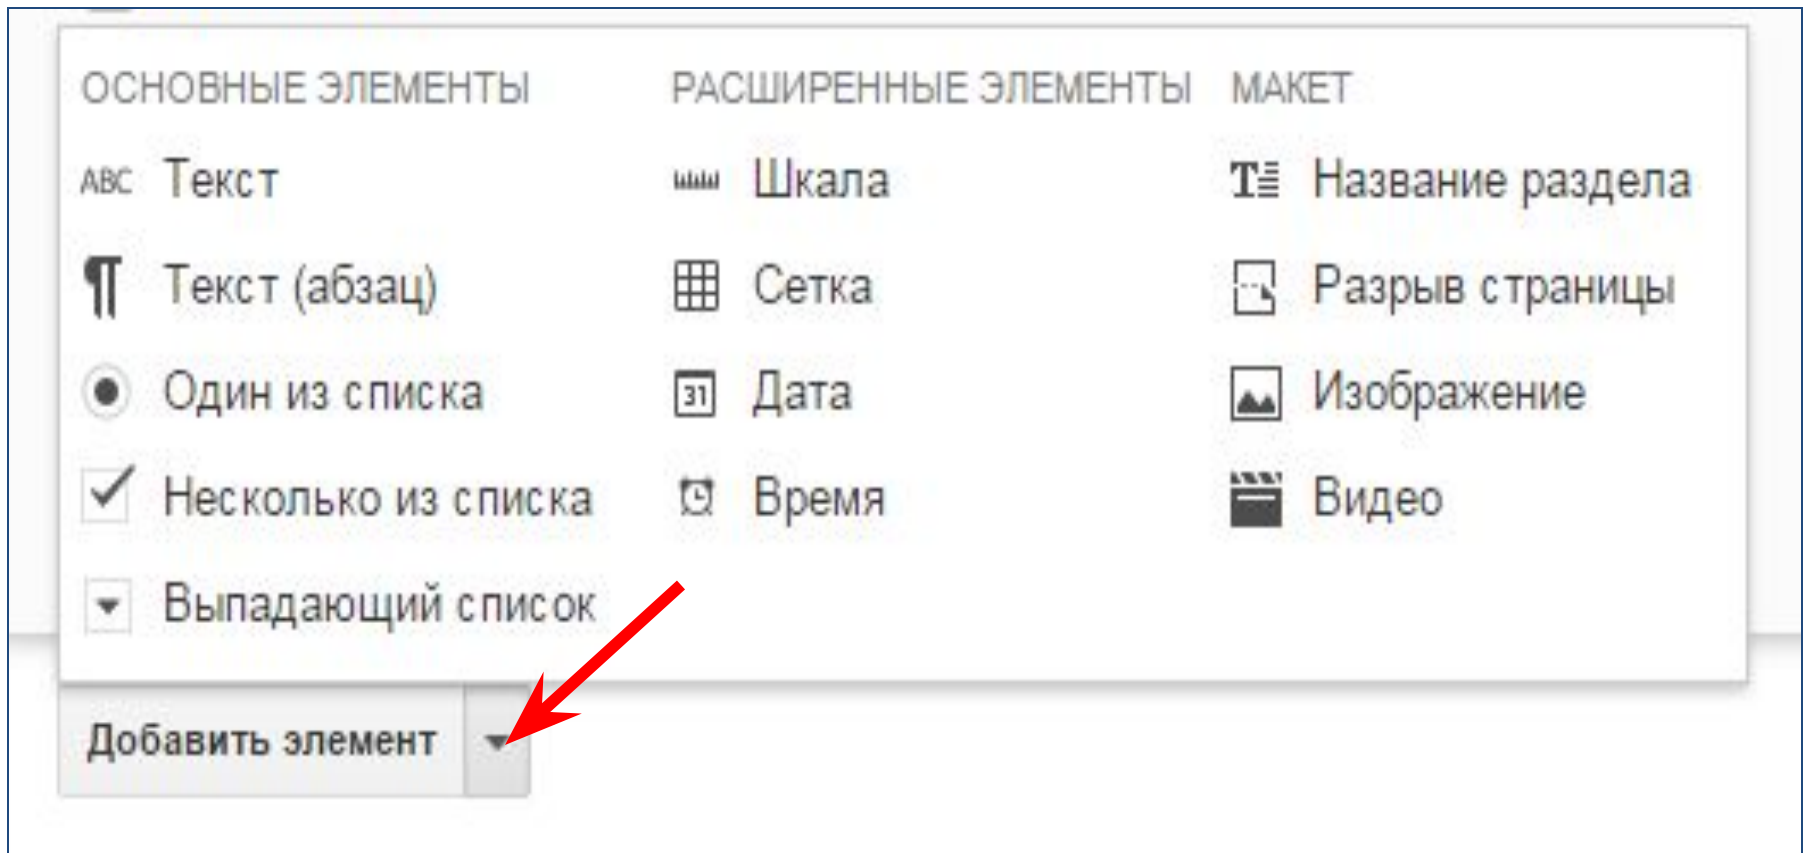 ОСНОВНЫЕ ЭЛЕМЕНТЫ
ABC Текст
Текст (абзац)
Один из списка
Несколько из списка
Выпадающий список
РАСШИРЕННЫЕ ЭЛЕМЕНТЫ
Шкала
Сетка
31 Дата
Время
МАКЕТ
T Название раздела
Разрыв страницы
Изображение
Видео
Добавить элемент